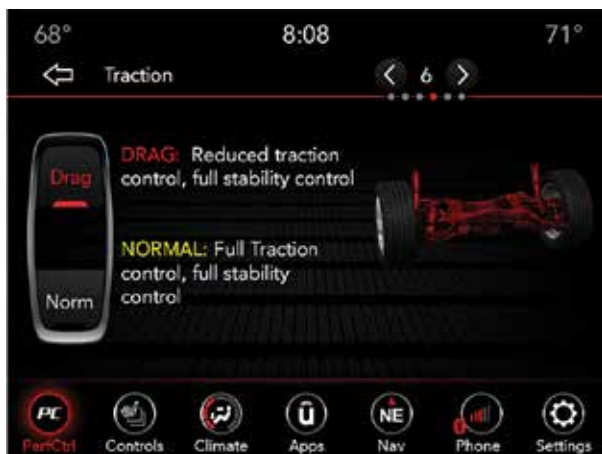 68° 8:08 71°
Traction 6
Drag
DRAG: Reduced traction
control, full stability control
NORMAL: Full Traction
control, full stability
control
Norm
PC ü NE
PerfCtrl Controls Climate Apps Nav Phone Settings